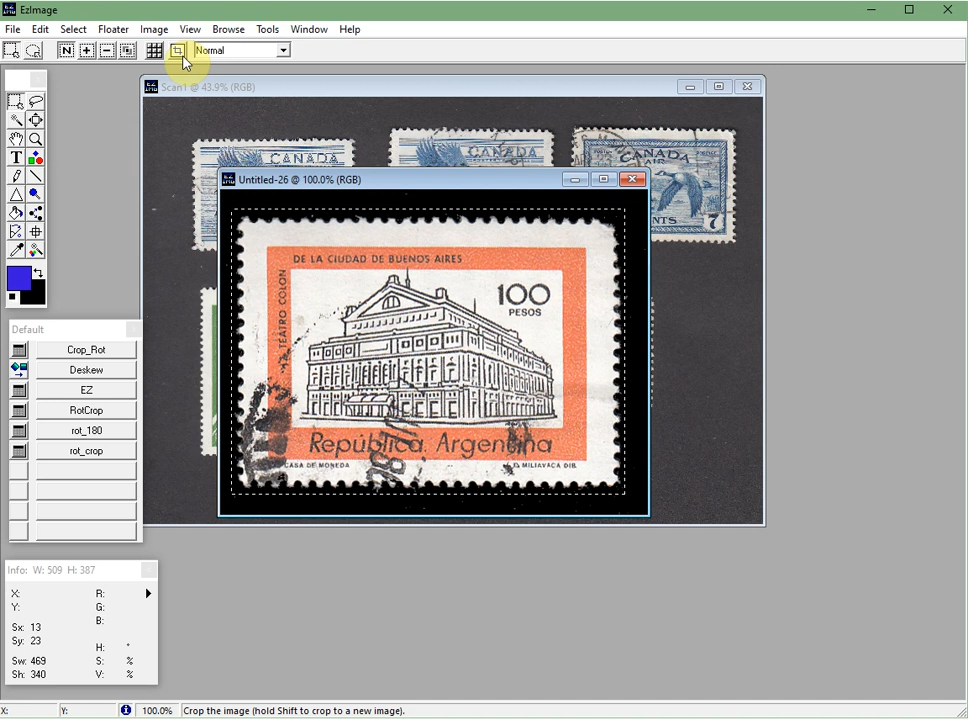 EzImage
File Edit Select Floater Image View Browse Tools Window Help
N Normal
Scan1 @ 43.9% (RGB)
CANADA
CANADA
CANADA
AIR
CENTS 7
Untitled-26 @ 100.0% (RGB)
DE LA CIUDAD DE BUENOS AIRES
TEATRO COLON
100
PESOS
República Argentina
CASA DE MONEDA
MILIAVACA DIB.
T
Default
Crop_Rot
Deskew
EZ
RotCrop
rot_180
rot_crop
Info: W: 509 H: 387
X: R:
Y: G:
B:
Sx: 13
Sy: 23
H: °
Sw: 469 S: %
Sh: 340 V: %
X: Y: 100.0% Crop the image (hold Shift to crop to a new image).